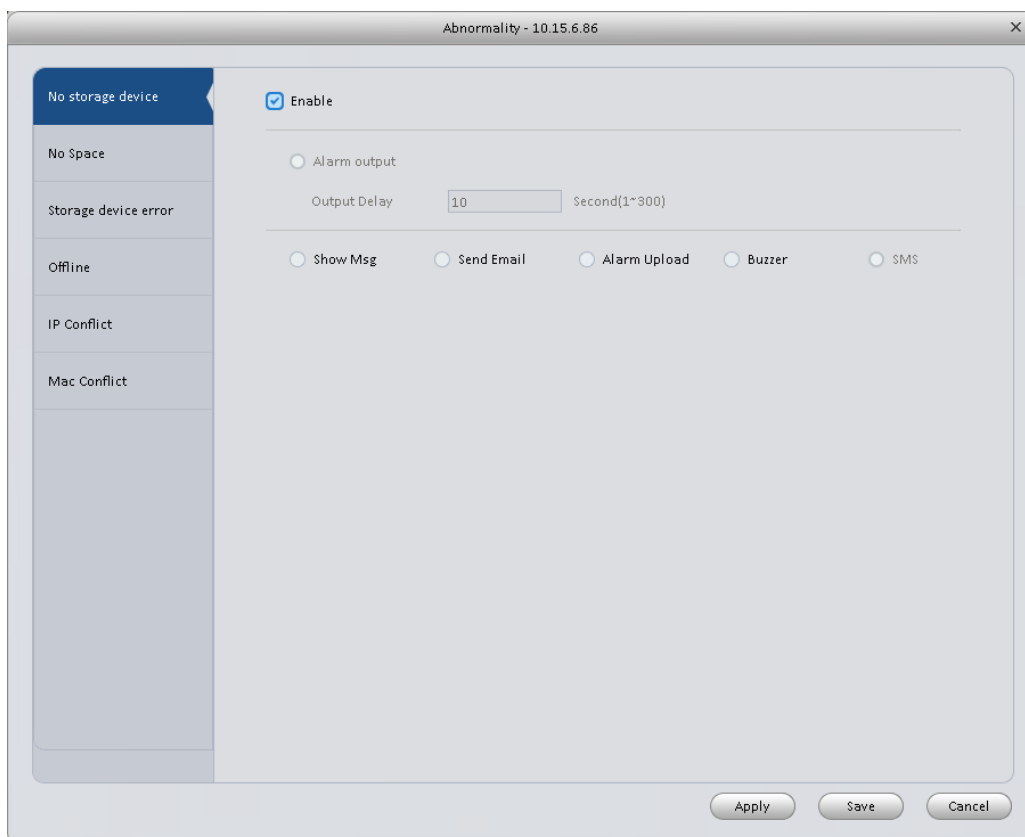 Abnormality - 10.15.6.86
No storage device
No Space
Storage device error
Offline
IP Conflict
Mac Conflict
Enable
Alarm output
Output Delay 10 Second(1~300)
Show Msg Send Email Alarm Upload Buzzer SMS
Apply Save Cancel